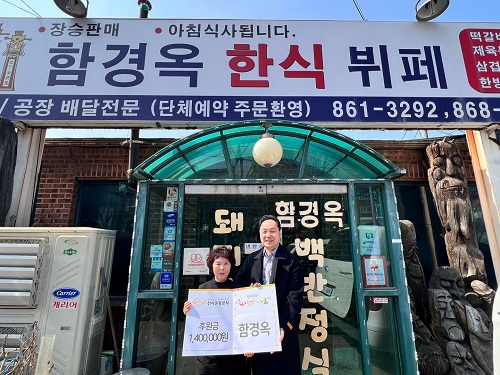 • 장승판매 • 아침식사됩니다.
함경옥 한식 뷔페
/ 공장 배달전문 (단체예약 주문환영) 861-3292, 868-
떡갈비
제육
삼겹
한방
함경옥
돼
백반정식
Carrier
캐리어
후원금
1,400,000원
함경옥